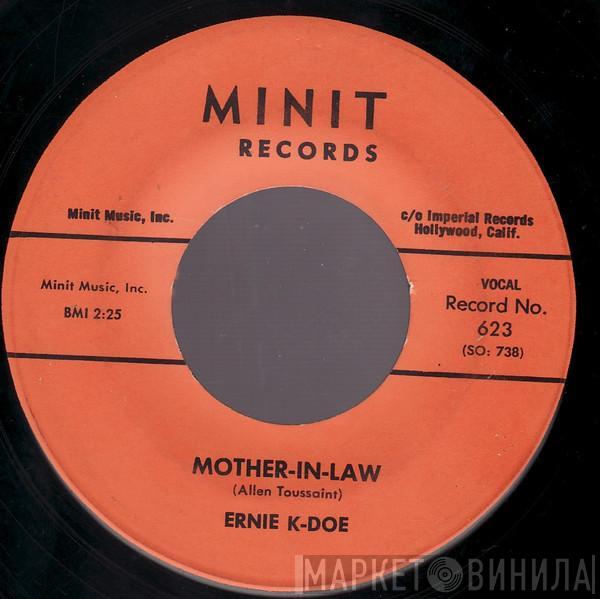 MINIT
RECORDS
Minit Music, Inc.
c/o Imperial Records
Hollywood, Calif.
Minit Music, Inc.
BMI 2:25
VOCAL
Record No.
623
(SO: 738)
MOTHER-IN-LAW
(Allen Toussaint)
ERNIE K-DOE
МАРКЕТ ВИНИЛА